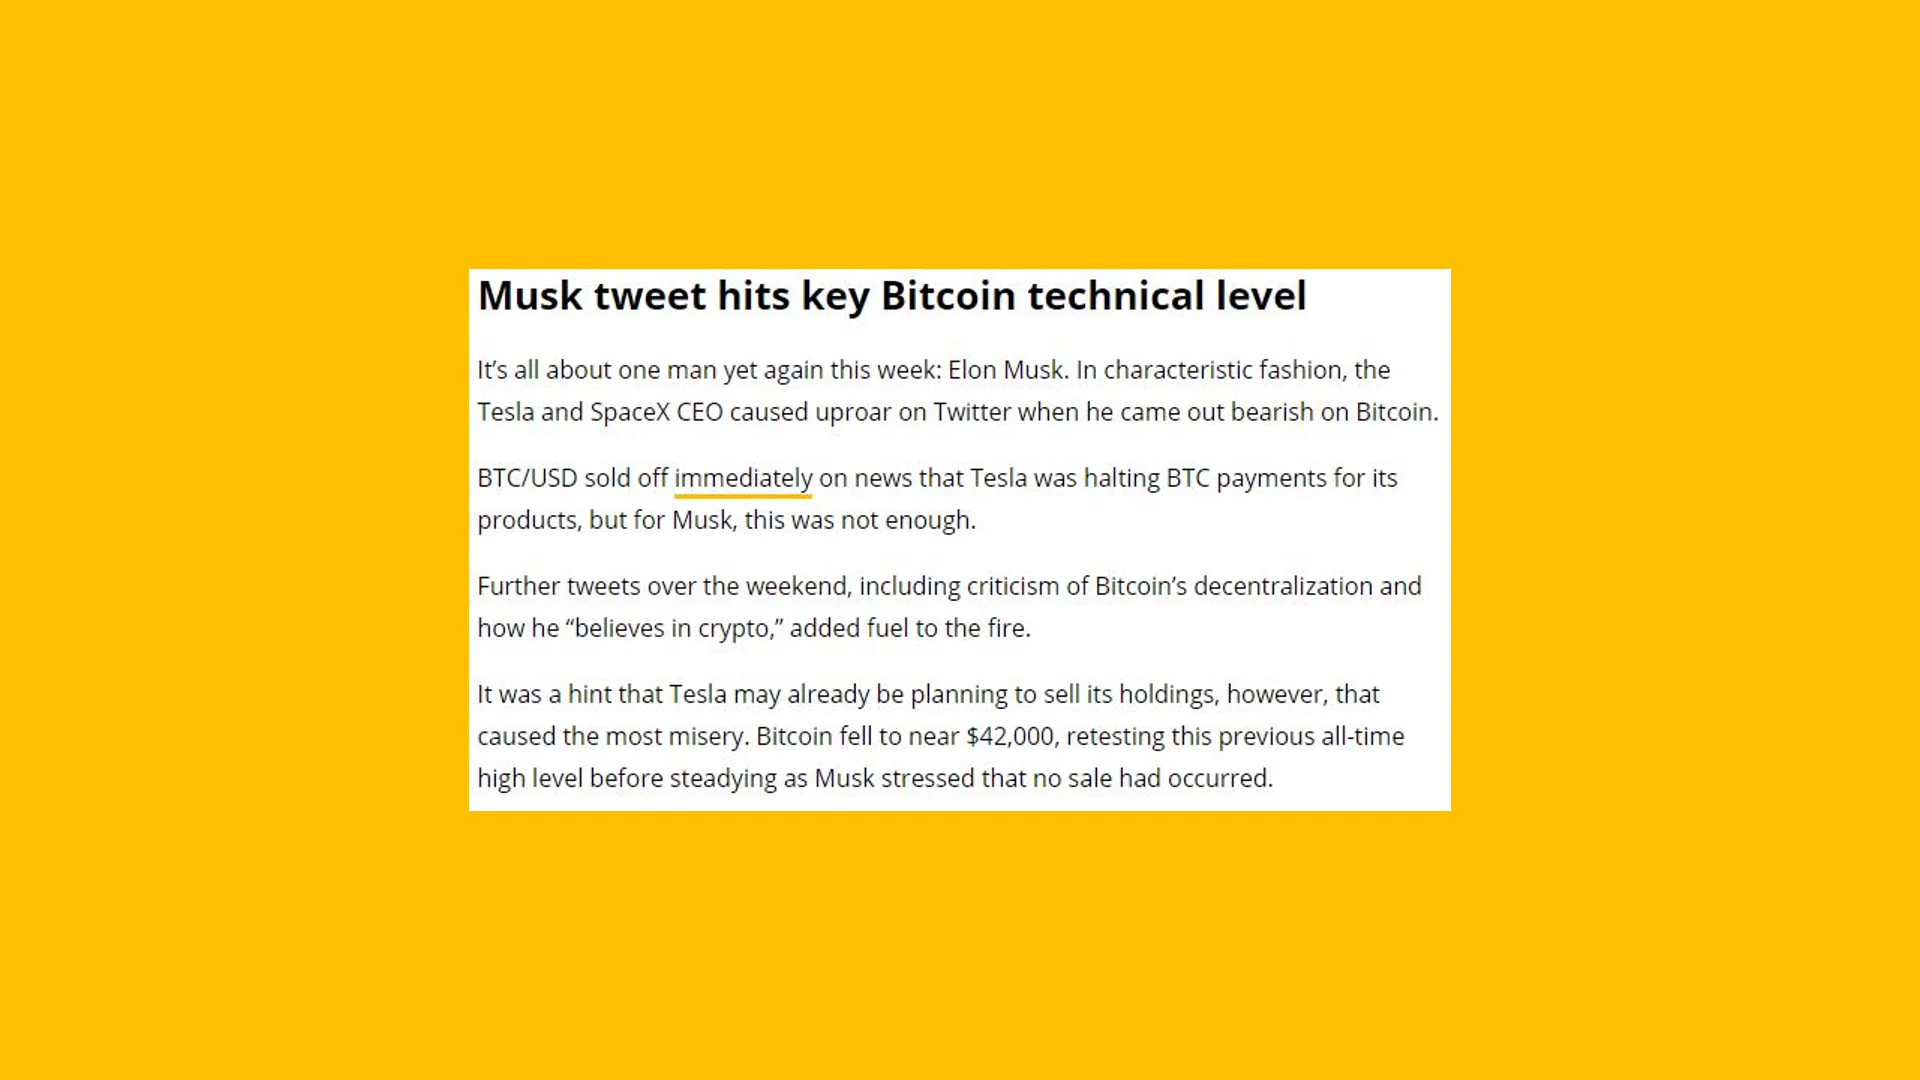 Musk tweet hits key Bitcoin technical level
It’s all about one man yet again this week: Elon Musk. In characteristic fashion, the
Tesla and SpaceX CEO caused uproar on Twitter when he came out bearish on Bitcoin.
BTC/USD sold off immediately on news that Tesla was halting BTC payments for its
products, but for Musk, this was not enough.
Further tweets over the weekend, including criticism of Bitcoin’s decentralization and
how he “believes in crypto,” added fuel to the fire.
It was a hint that Tesla may already be planning to sell its holdings, however, that
caused the most misery. Bitcoin fell to near $42,000, retesting this previous all-time
high level before steadying as Musk stressed that no sale had occurred.